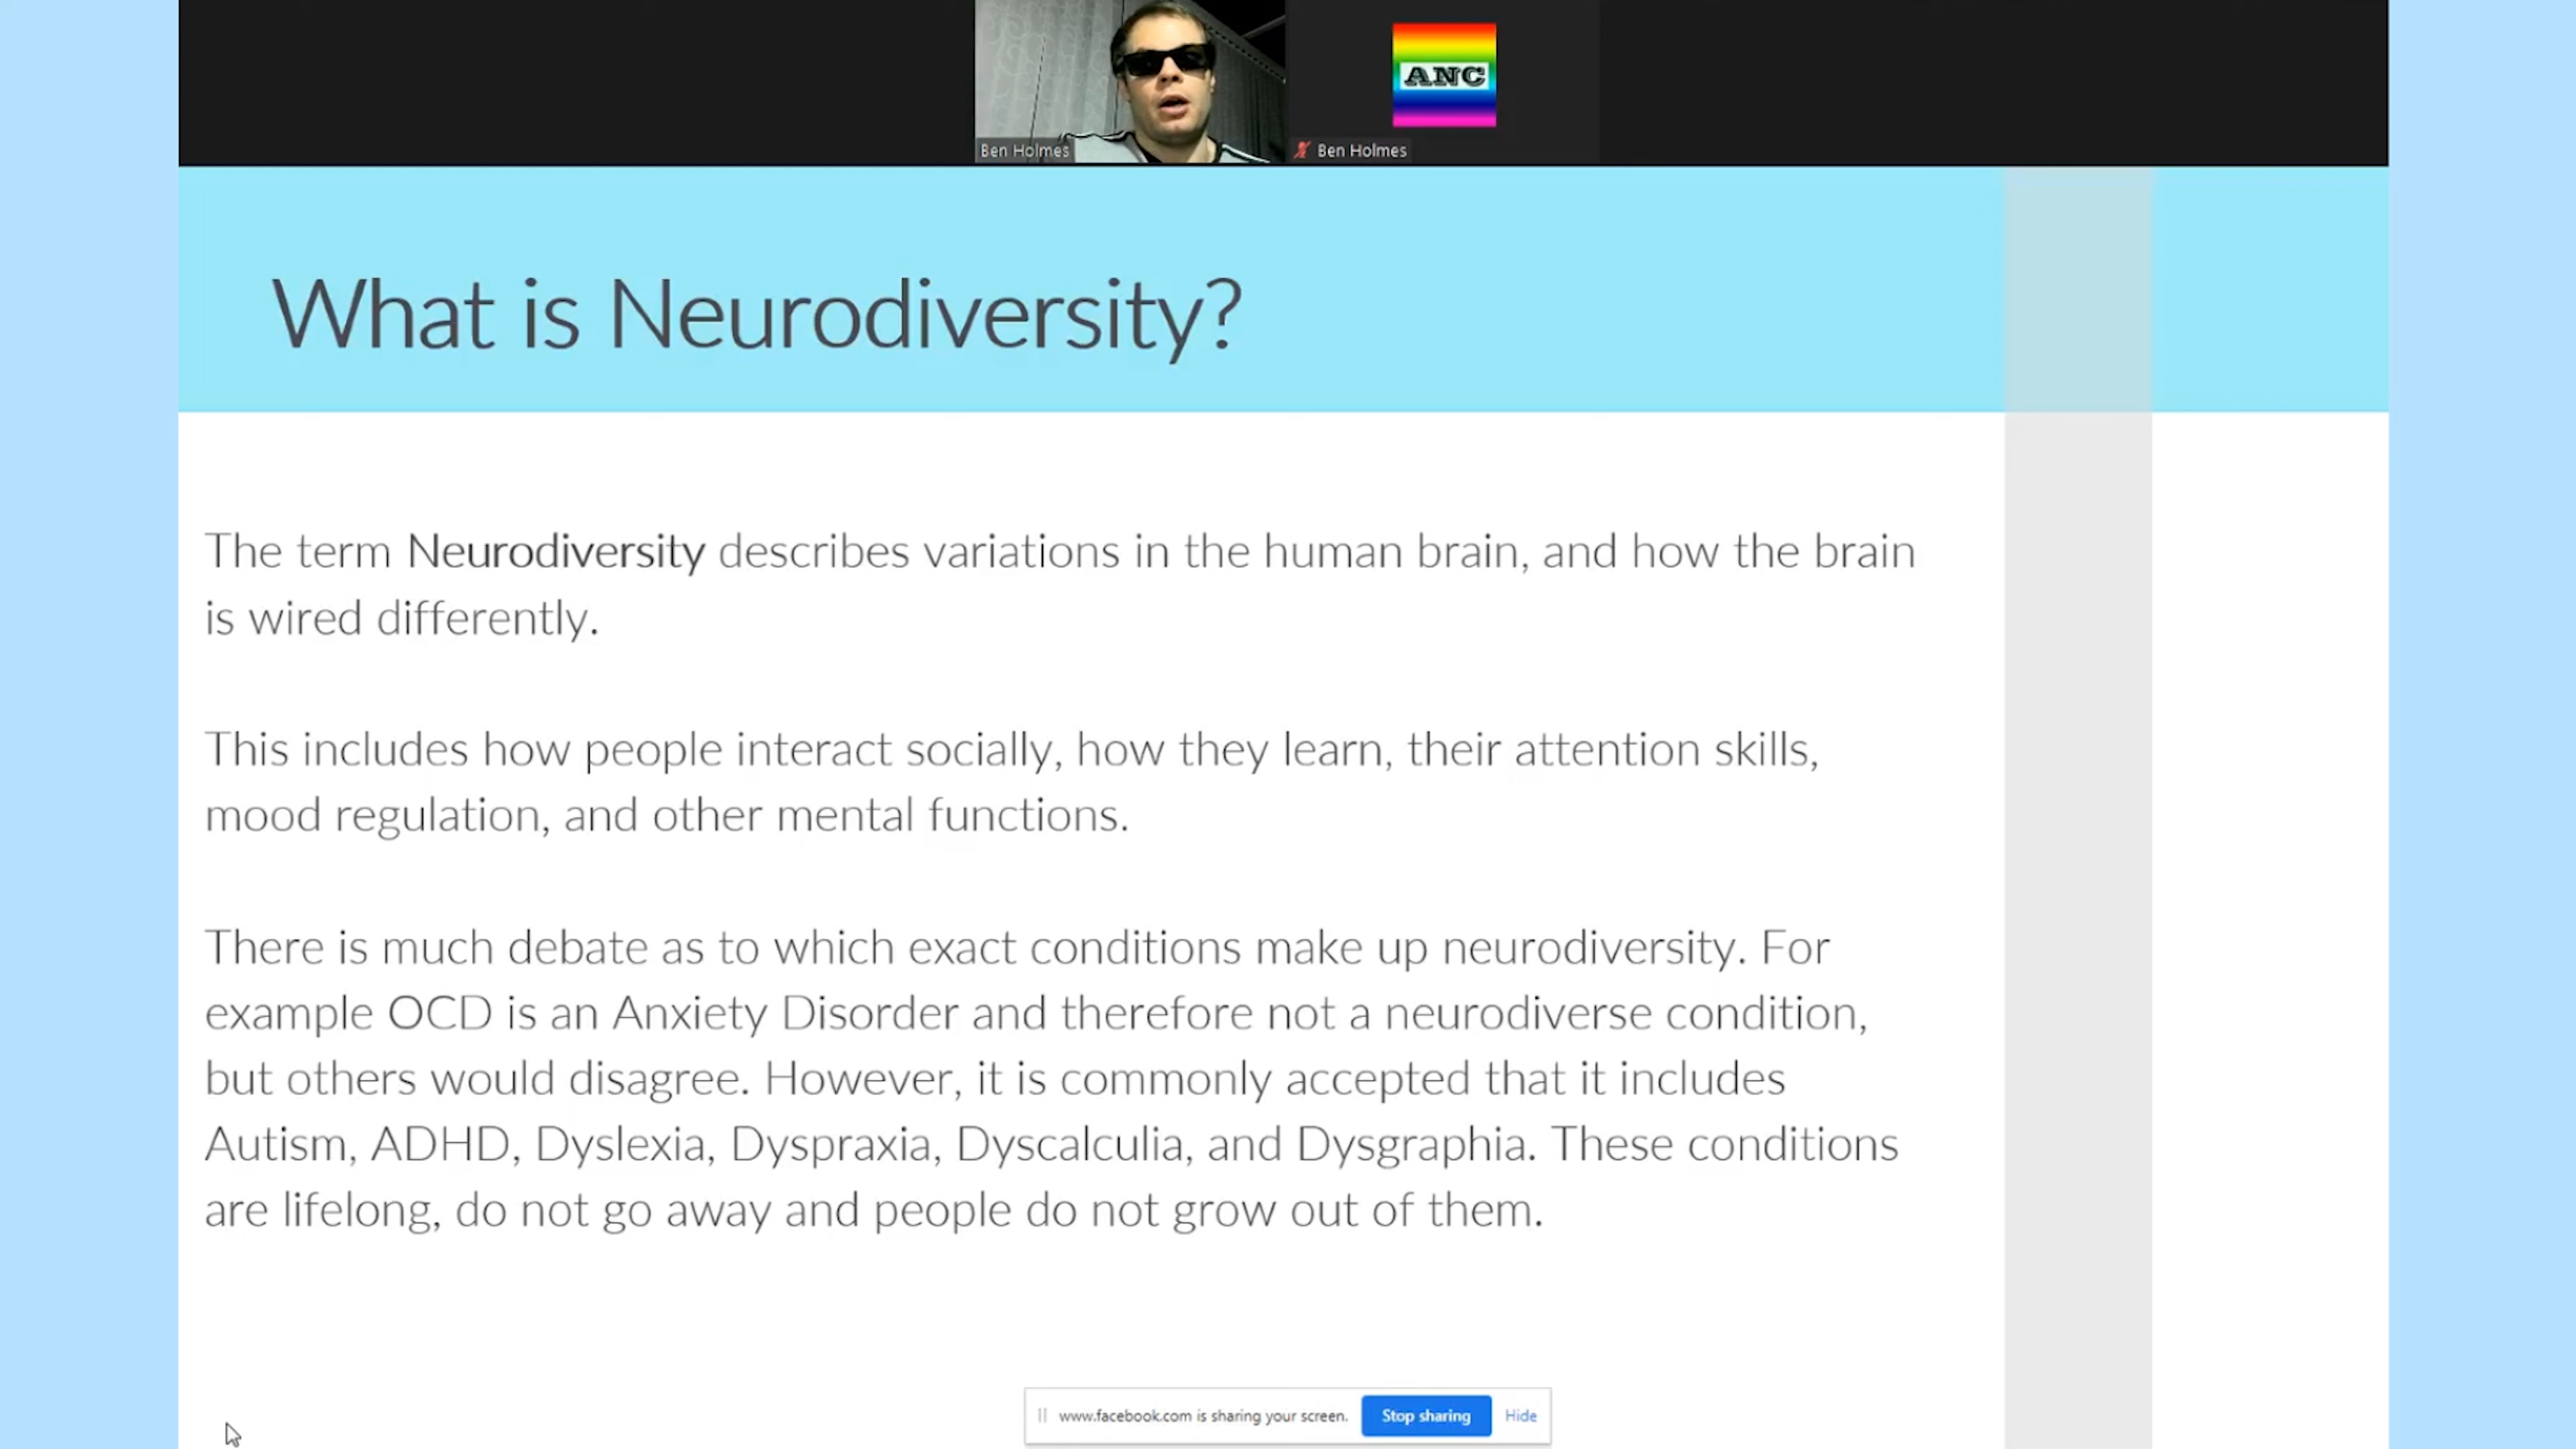 ANC
Ben Holmes
Ben Holmes
What is Neurodiversity?
The term Neurodiversity describes variations in the human brain, and how the brain
is wired differently.
This includes how people interact socially, how they learn, their attention skills,
mood regulation, and other mental functions.
There is much debate as to which exact conditions make up neurodiversity. For
example OCD is an Anxiety Disorder and therefore not a neurodiverse condition,
but others would disagree. However, it is commonly accepted that it includes
Autism, ADHD, Dyslexia, Dyspraxia, Dyscalculia, and Dysgraphia. These conditions
are lifelong, do not go away and people do not grow out of them.
www.facebook.com is sharing your screen. Stop sharing Hide